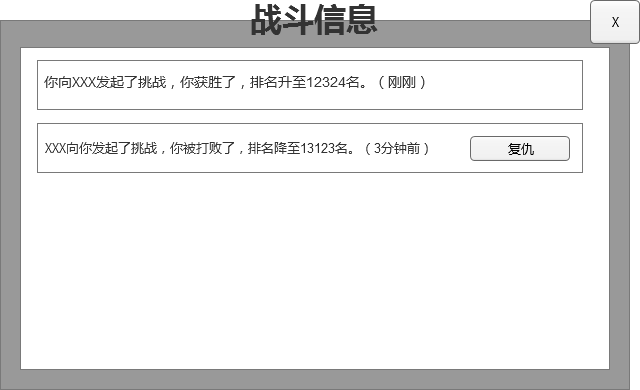 战斗信息
X
你向XXX发起了挑战，你获胜了，排名升至12324名。（刚刚）
XXX向你发起了挑战，你被打败了，排名降至13123名。（3分钟前）
复仇